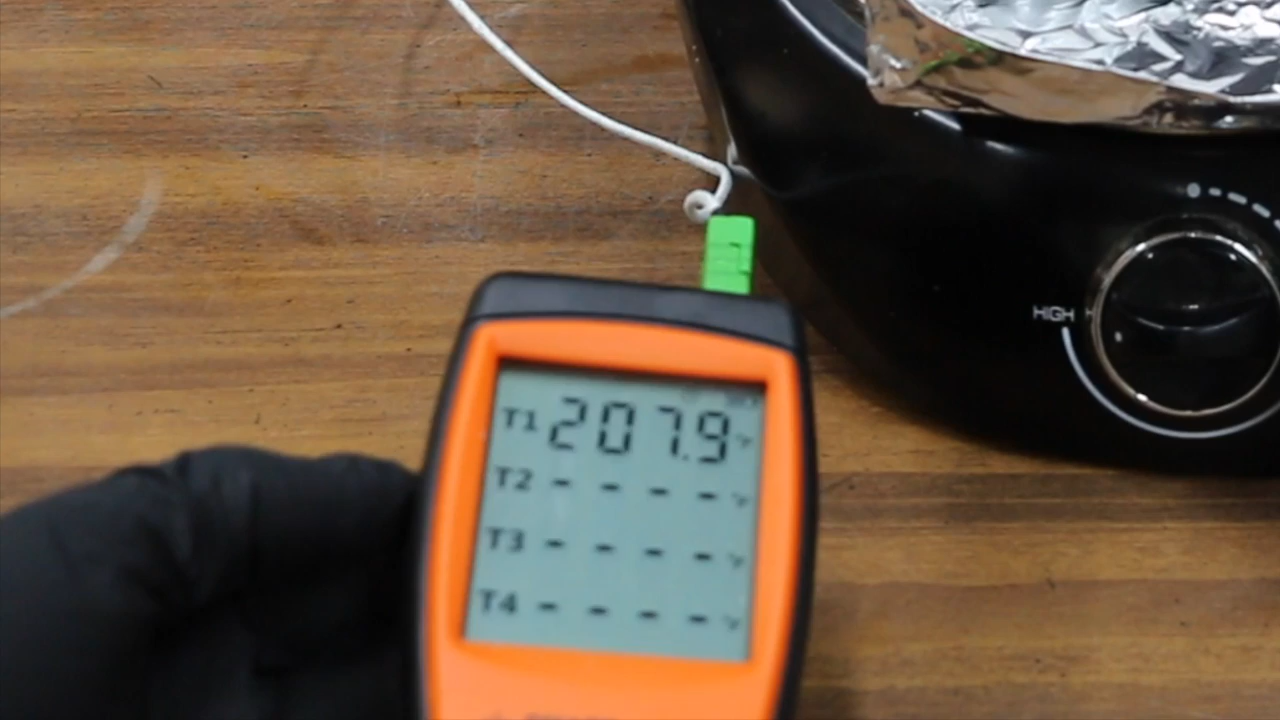 HIGH
T1 207.9 °F
T2 - - - - °F
T3 - - - - °F
T4 - - - - °F